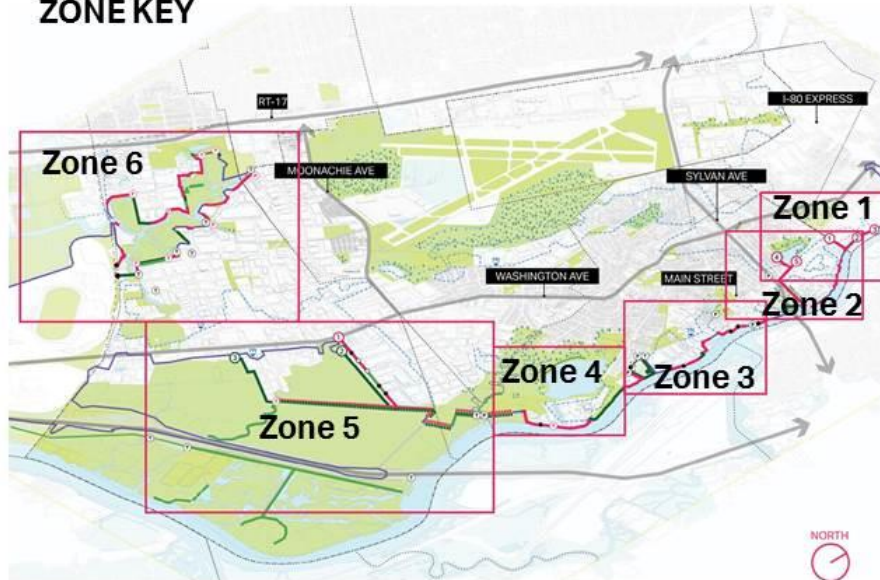 ZONE KEY
RT-17
I-80 EXPRESS
Zone 6
MOONACHIE AVE
SYLVAN AVE
Zone 1
WASHINGTON AVE
MAIN STREET
Zone 2
Zone 4
Zone 3
Zone 5
NORTH